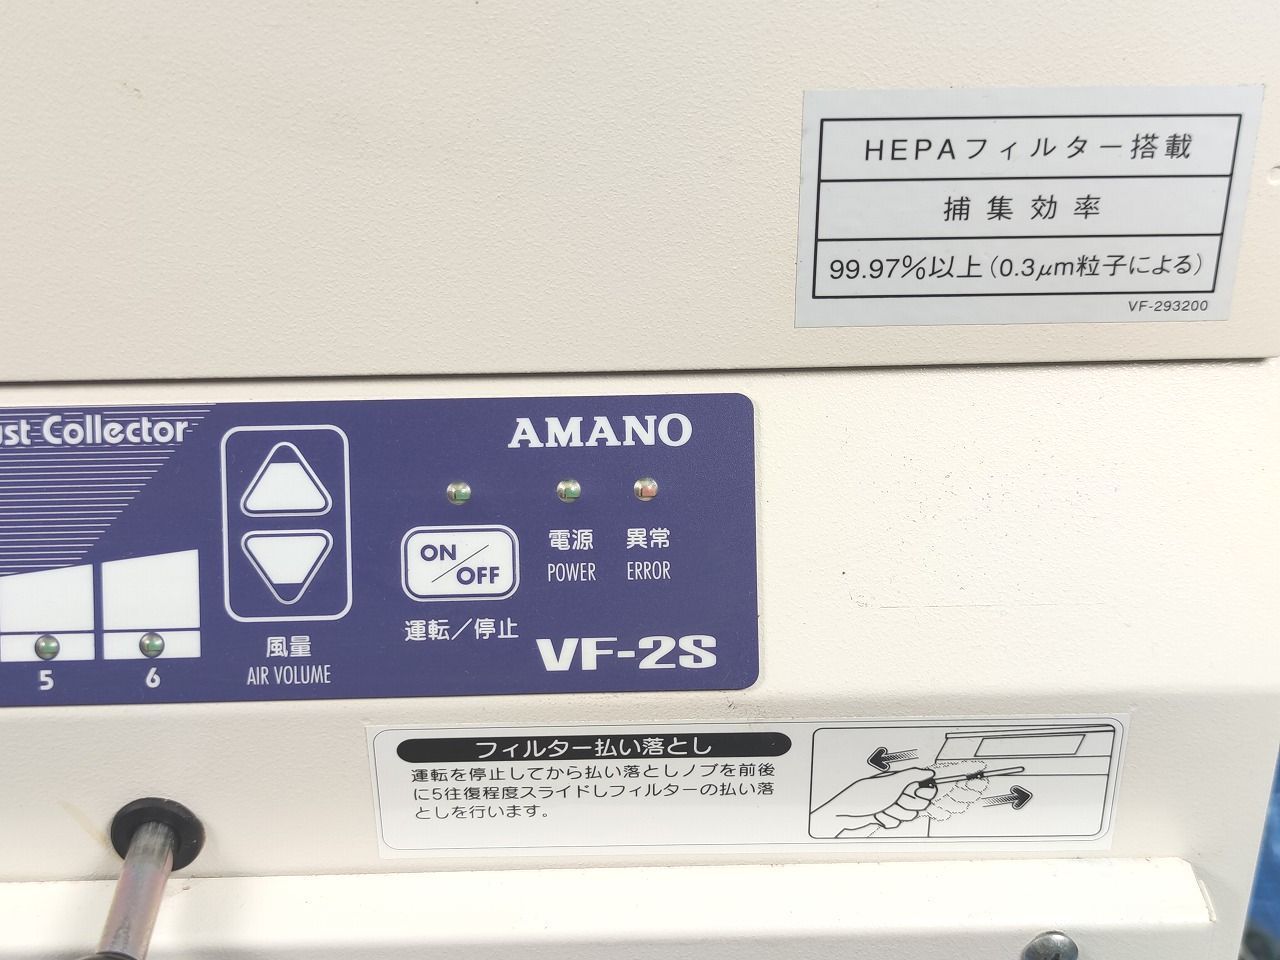 HEPAフィルター搭載
捕集効率
99.97%以上(0.3μm粒子による)
VF-293200
Collector
AMANO
ON/OFF
電源
異常
POWER
ERROR
運転/停止
風量
AIR VOLUME
VF-2S
5
6
フィルター払い落とし
運転を停止してから払い落としノブを前後
に5往復程度スライドしフィルターの払い落
としを行います。